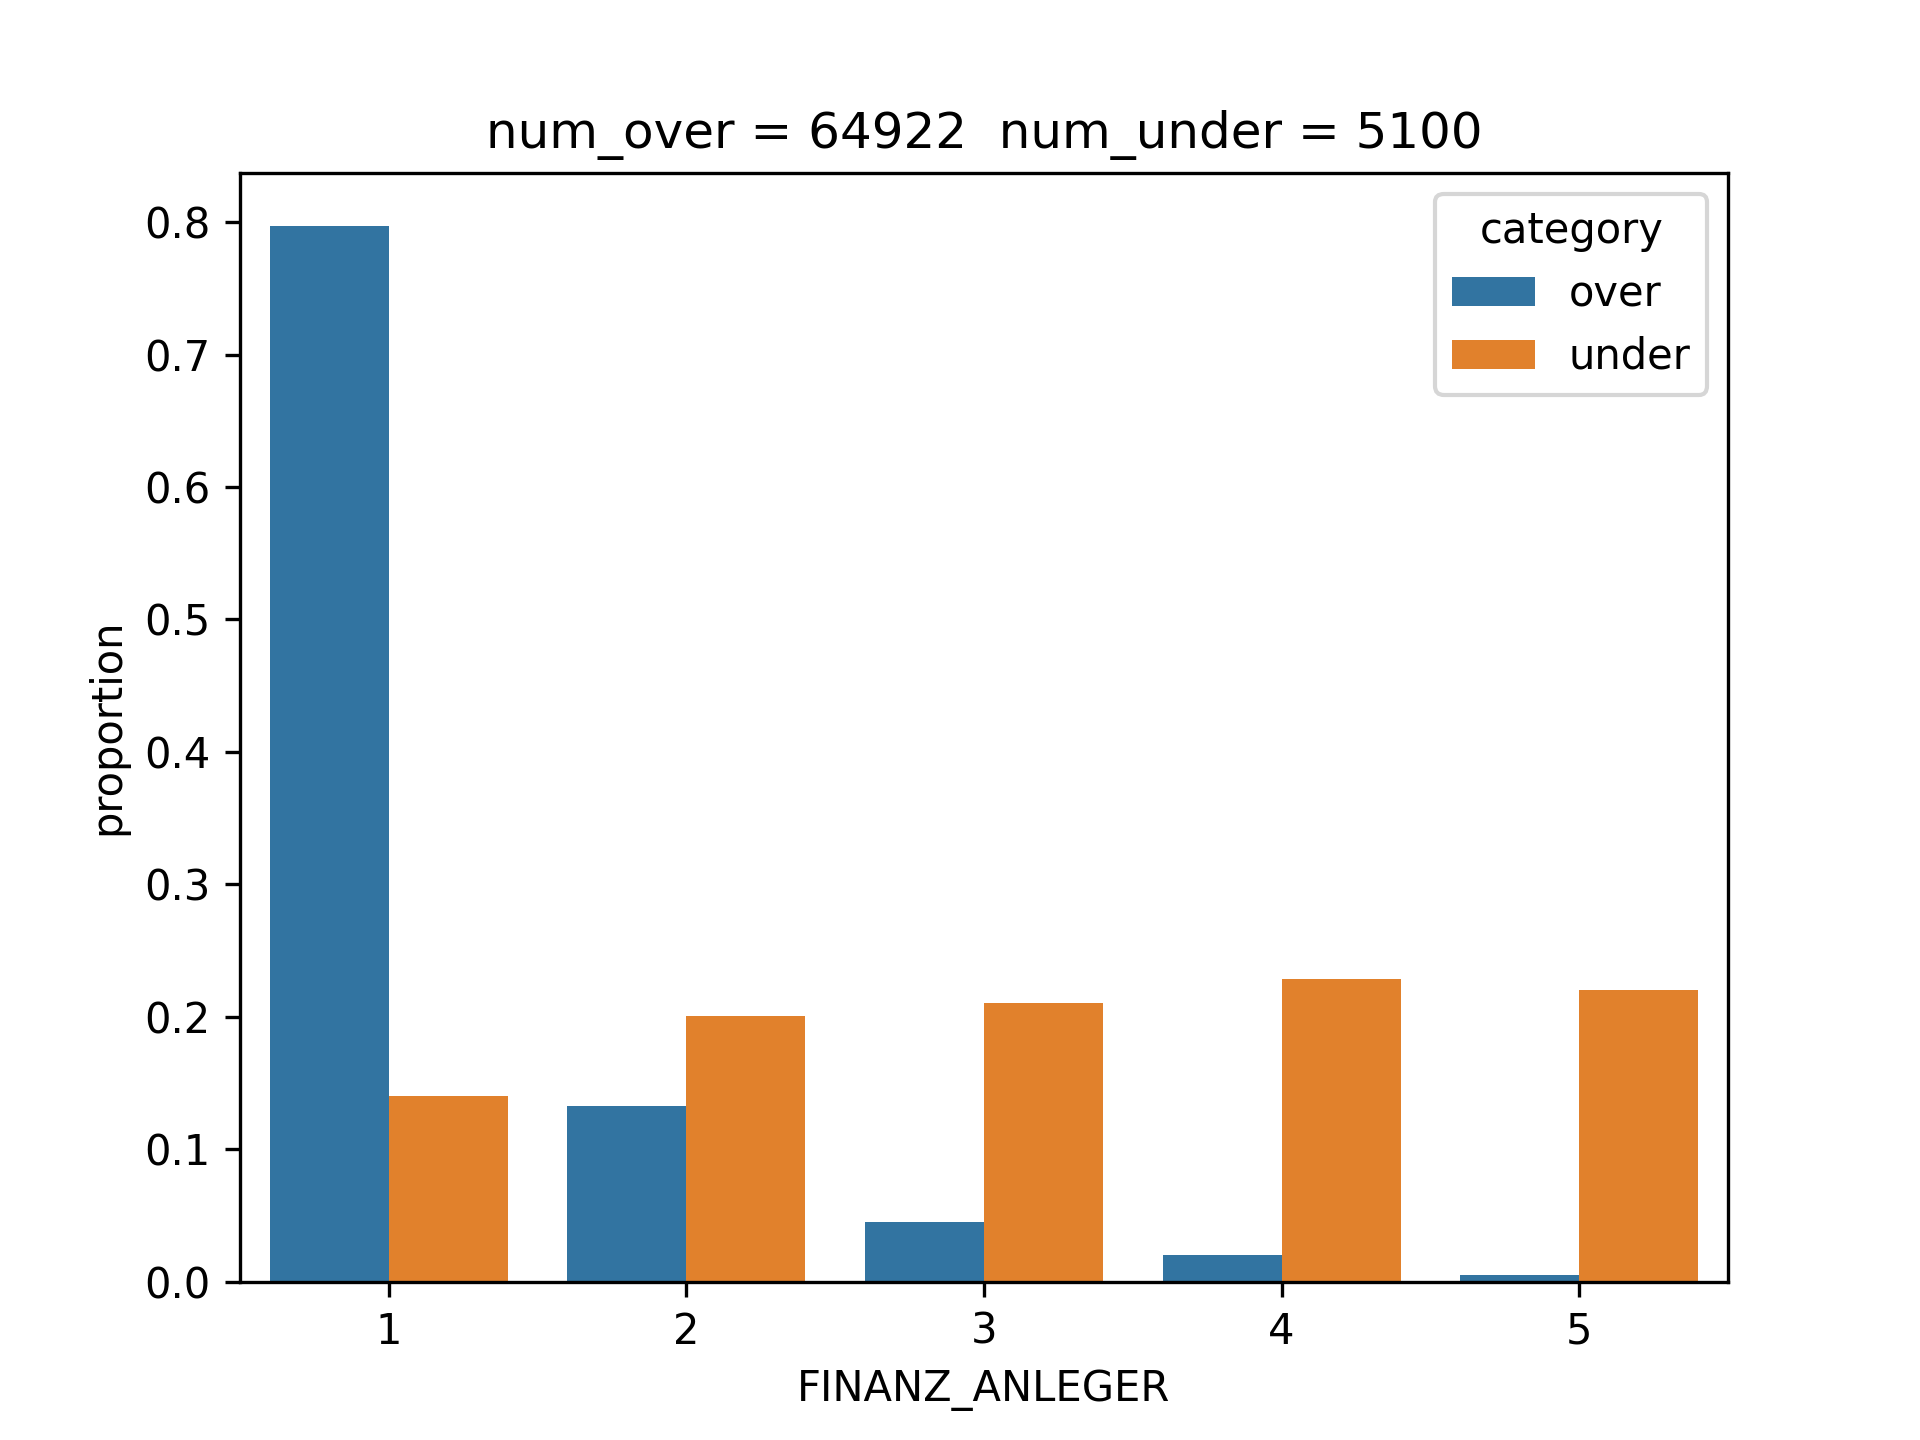 num_over = 64922  num_under = 5100
category
over
under
0.8
0.7
0.6
0.5
0.4
0.3
0.2
0.1
0.0
proportion
1 2 3 4 5
FINANZ_ANLEGER